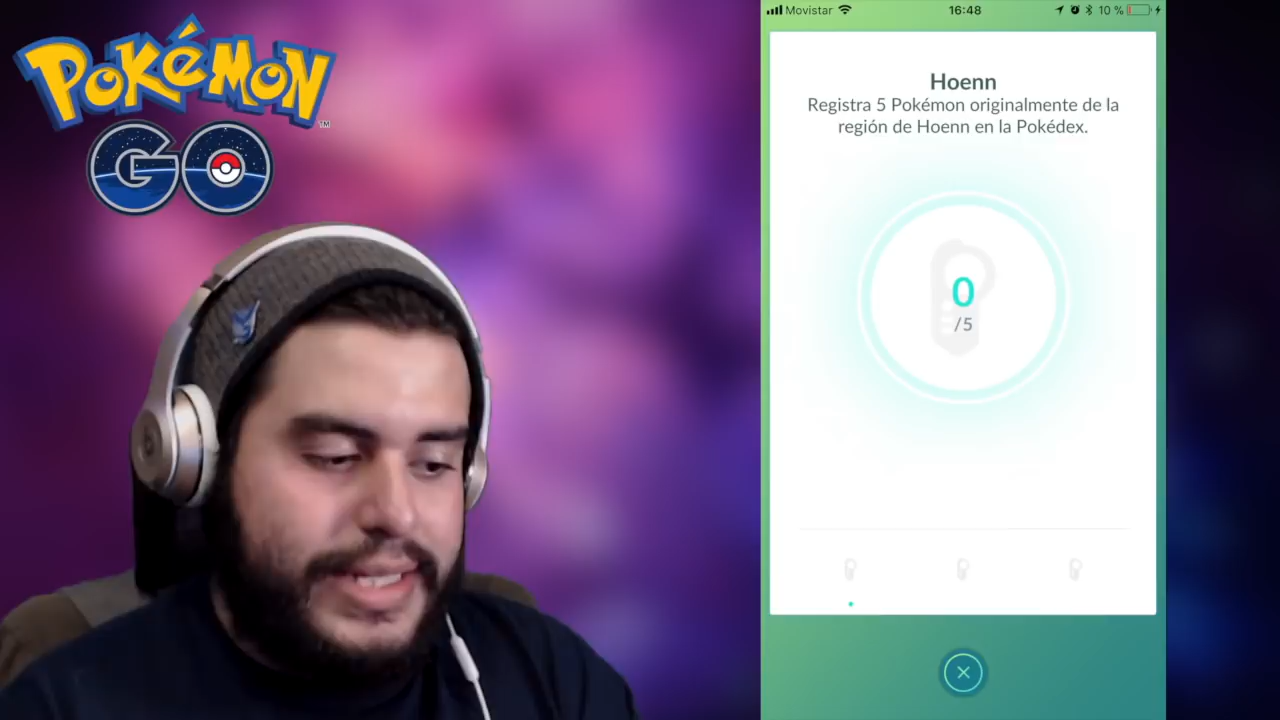 POKÉMON
GO
TM
Movistar
16:48
10 %
Hoenn
Registra 5 Pokémon originalmente de la
región de Hoenn en la Pokédex.
0
/5